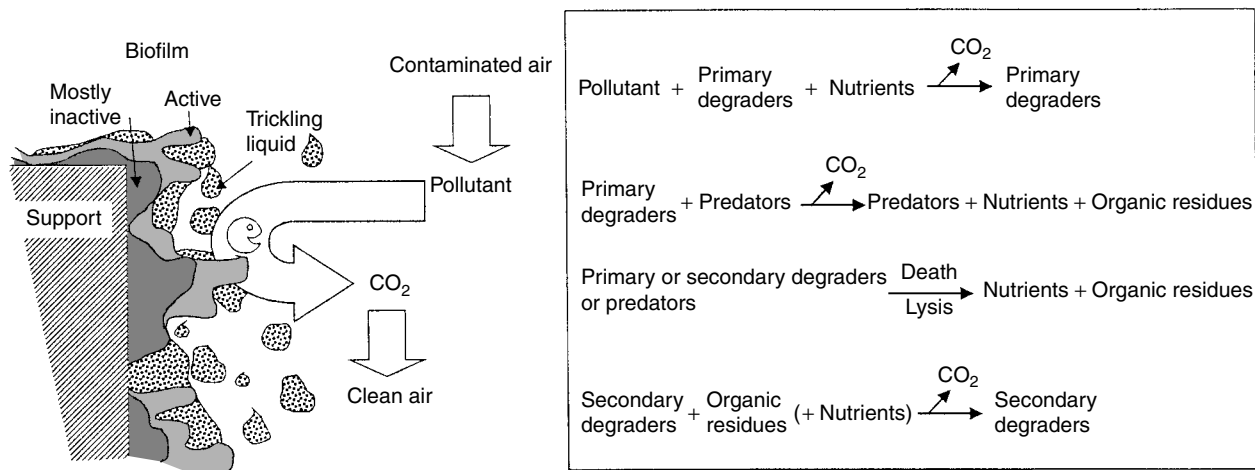 Biofilm
Mostly
inactive
Active
Trickling
liquid
Contaminated air
Pollutant
Support
CO₂
Clean air
CO₂
Pollutant + Primary degraders + Nutrients → Primary degraders
CO₂
Primary degraders + Predators → Predators + Nutrients + Organic residues
Primary or secondary degraders
or predators
Death
Lysis
Nutrients + Organic residues
CO₂
Secondary degraders + Organic residues (+ Nutrients) → Secondary degraders